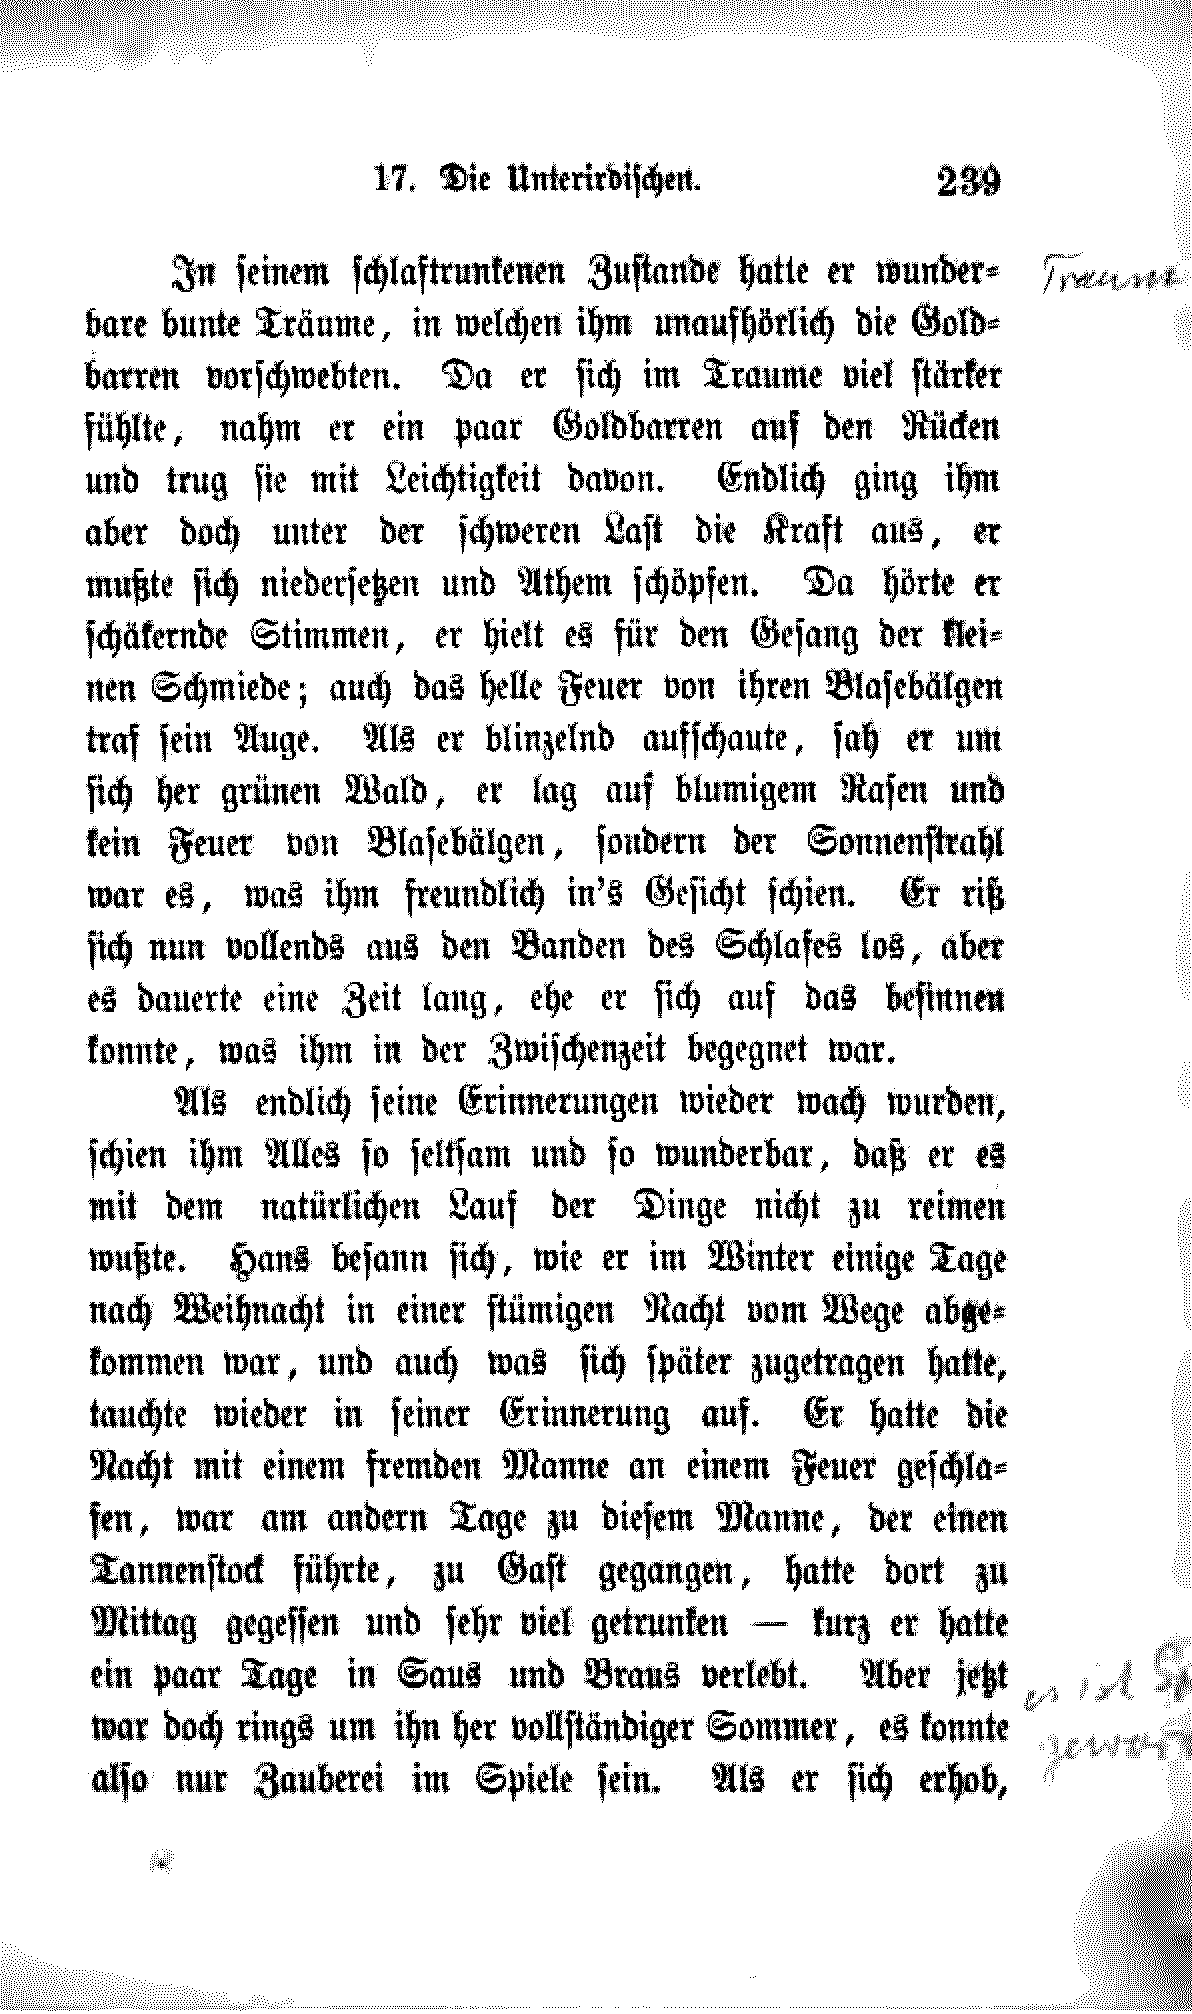 17. Die Unterirdischen. 239
In seinem schlaftrunkenen Zustande hatte er wunder-
bare bunte Träume, in welchen ihm unaufhörlich die Gold-
barren vorschwebten. Da er sich im Traume viel stärker
fühlte, nahm er ein paar Goldbarren auf den Rücken
und trug sie mit Leichtigkeit davon. Endlich ging ihm
aber doch unter der schweren Last die Kraft aus, er
mußte sich niedersetzen und Athem schöpfen. Da hörte er
schäkernde Stimmen, er hielt es für den Gesang der klei-
nen Schmiede; auch das helle Feuer von ihren Blasebälgen
traf sein Auge. Als er blinzelnd aufschaute, sah er um
sich her grünen Wald, er lag auf blumigem Rasen und
kein Feuer von Blasebälgen, sondern der Sonnenstrahl
war es, was ihm freundlich in's Gesicht schien. Er riß
sich nun vollends aus den Banden des Schlafes los, aber
es dauerte eine Zeit lang, ehe er sich auf das besinnen
konnte, was ihm in der Zwischenzeit begegnet war.
Als endlich seine Erinnerungen wieder wach wurden,
schien ihm Alles so seltsam und so wunderbar, daß er es
mit dem natürlichen Lauf der Dinge nicht zu reimen
wußte. Hans besann sich, wie er im Winter einige Tage
nach Weihnacht in einer stümigen Nacht vom Wege abge-
kommen war, und auch was sich später zugetragen hatte,
tauchte wieder in seiner Erinnerung auf. Er hatte die
Nacht mit einem fremden Manne an einem Feuer geschla-
fen, war am andern Tage zu diesem Manne, der einen
Tannenstock führte, zu Gast gegangen, hatte dort zu
Mittag gegessen und sehr viel getrunken — kurz er hatte
ein paar Tage in Saus und Braus verlebt. Aber jetzt
es ist
war doch rings um ihn her vollständiger Sommer, es konnte
also nur Zauberei im Spiele sein. Als er sich erhob,